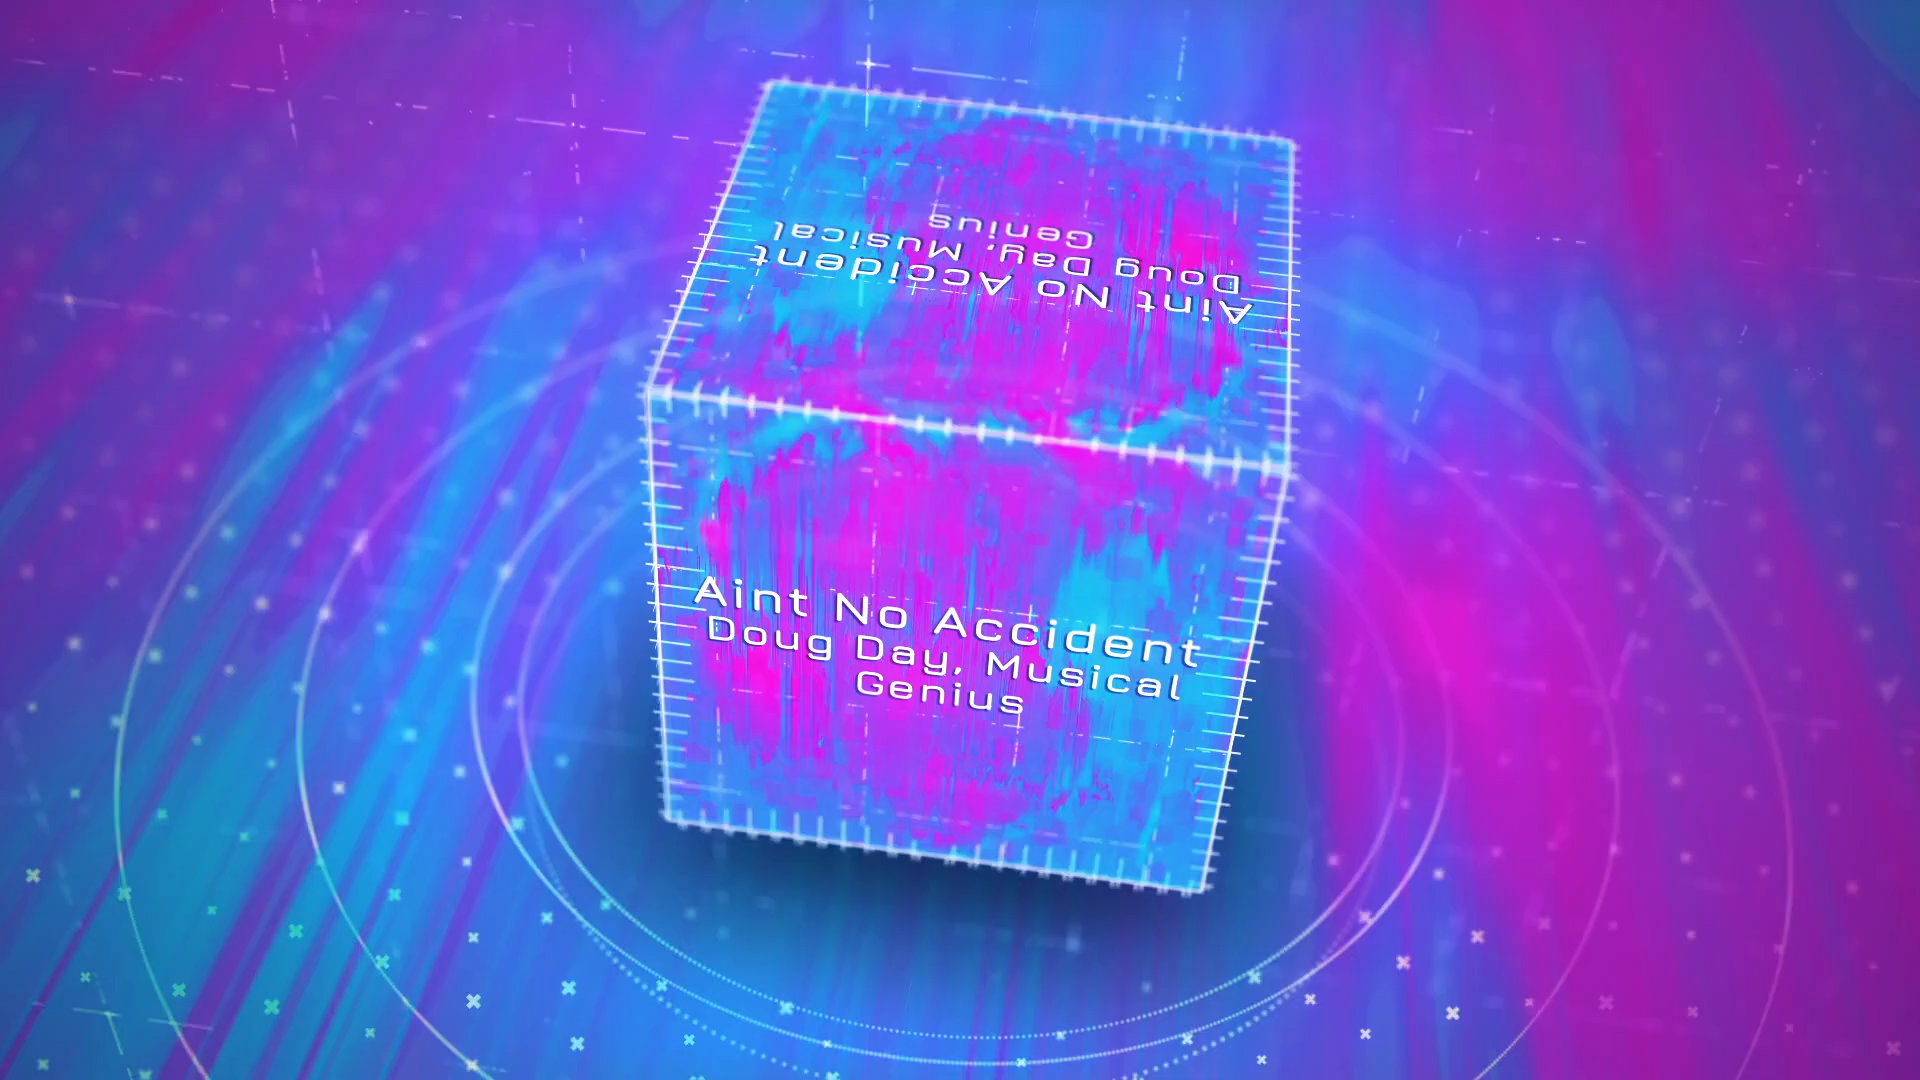 Aint No Accident
Doug Day, Musical
Genius
Aint No Accident
Doug Day, Musical
Genius